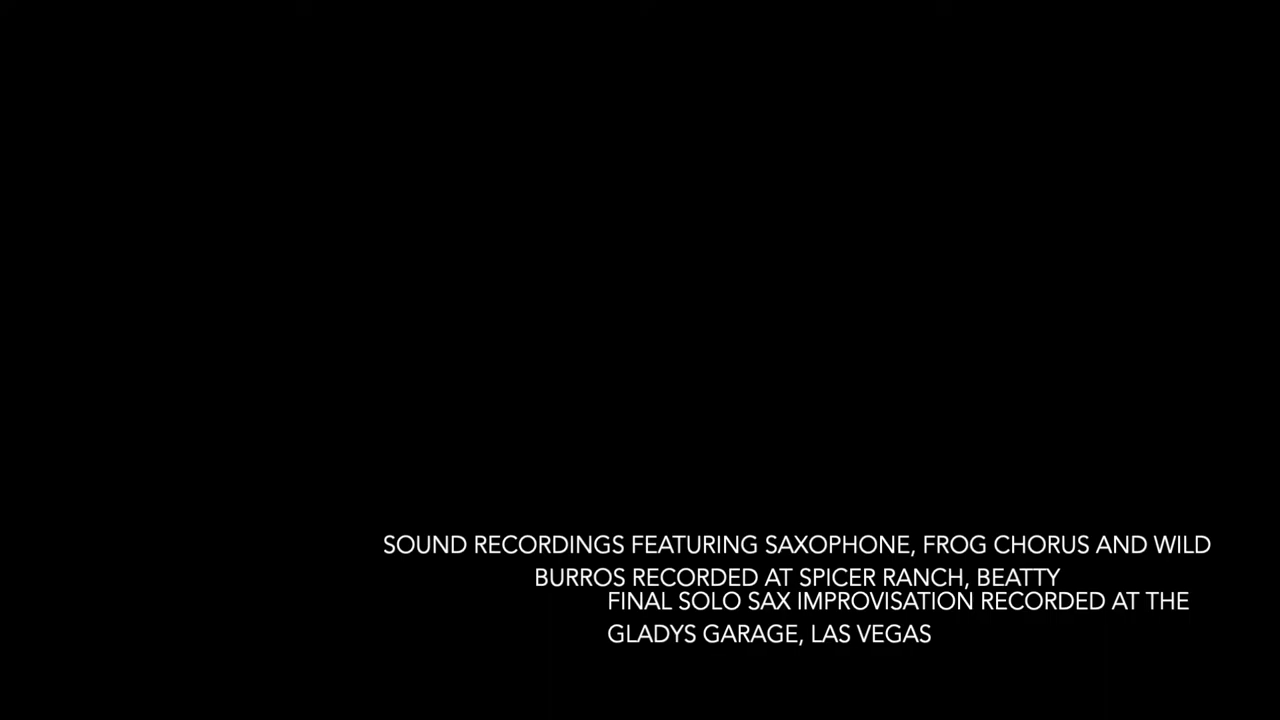 SOUND RECORDINGS FEATURING SAXOPHONE, FROG CHORUS AND WILD
BURROS RECORDED AT SPICER RANCH, BEATTY
FINAL SOLO SAX IMPROVISATION RECORDED AT THE
GLADYS GARAGE, LAS VEGAS